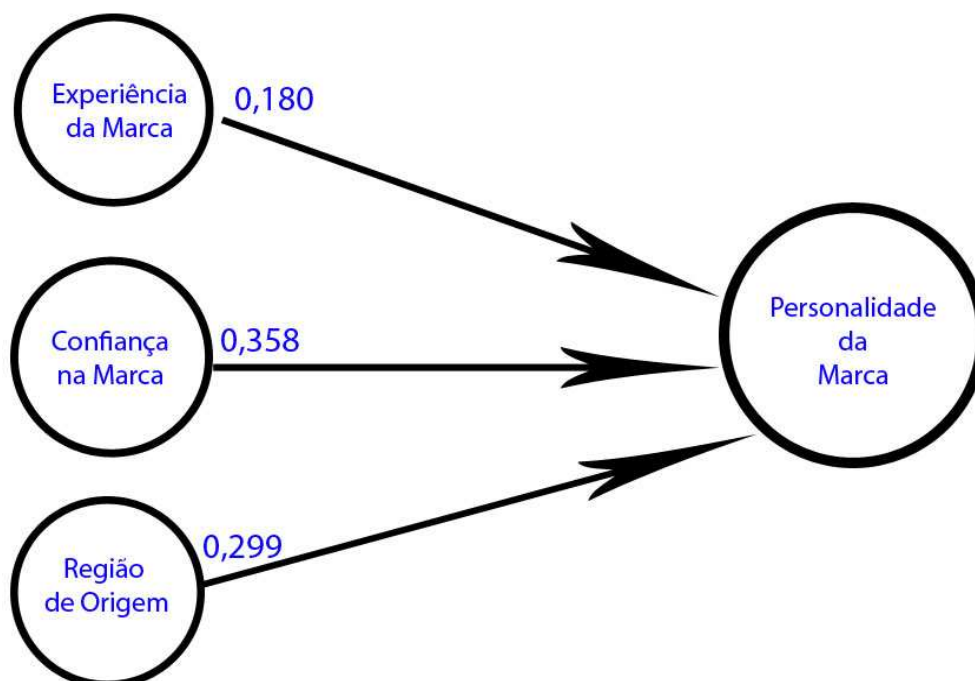 Experiência
da Marca
0,180
Confiança
na Marca
0,358
Personalidade
da
Marca
Região
de Origem
0,299